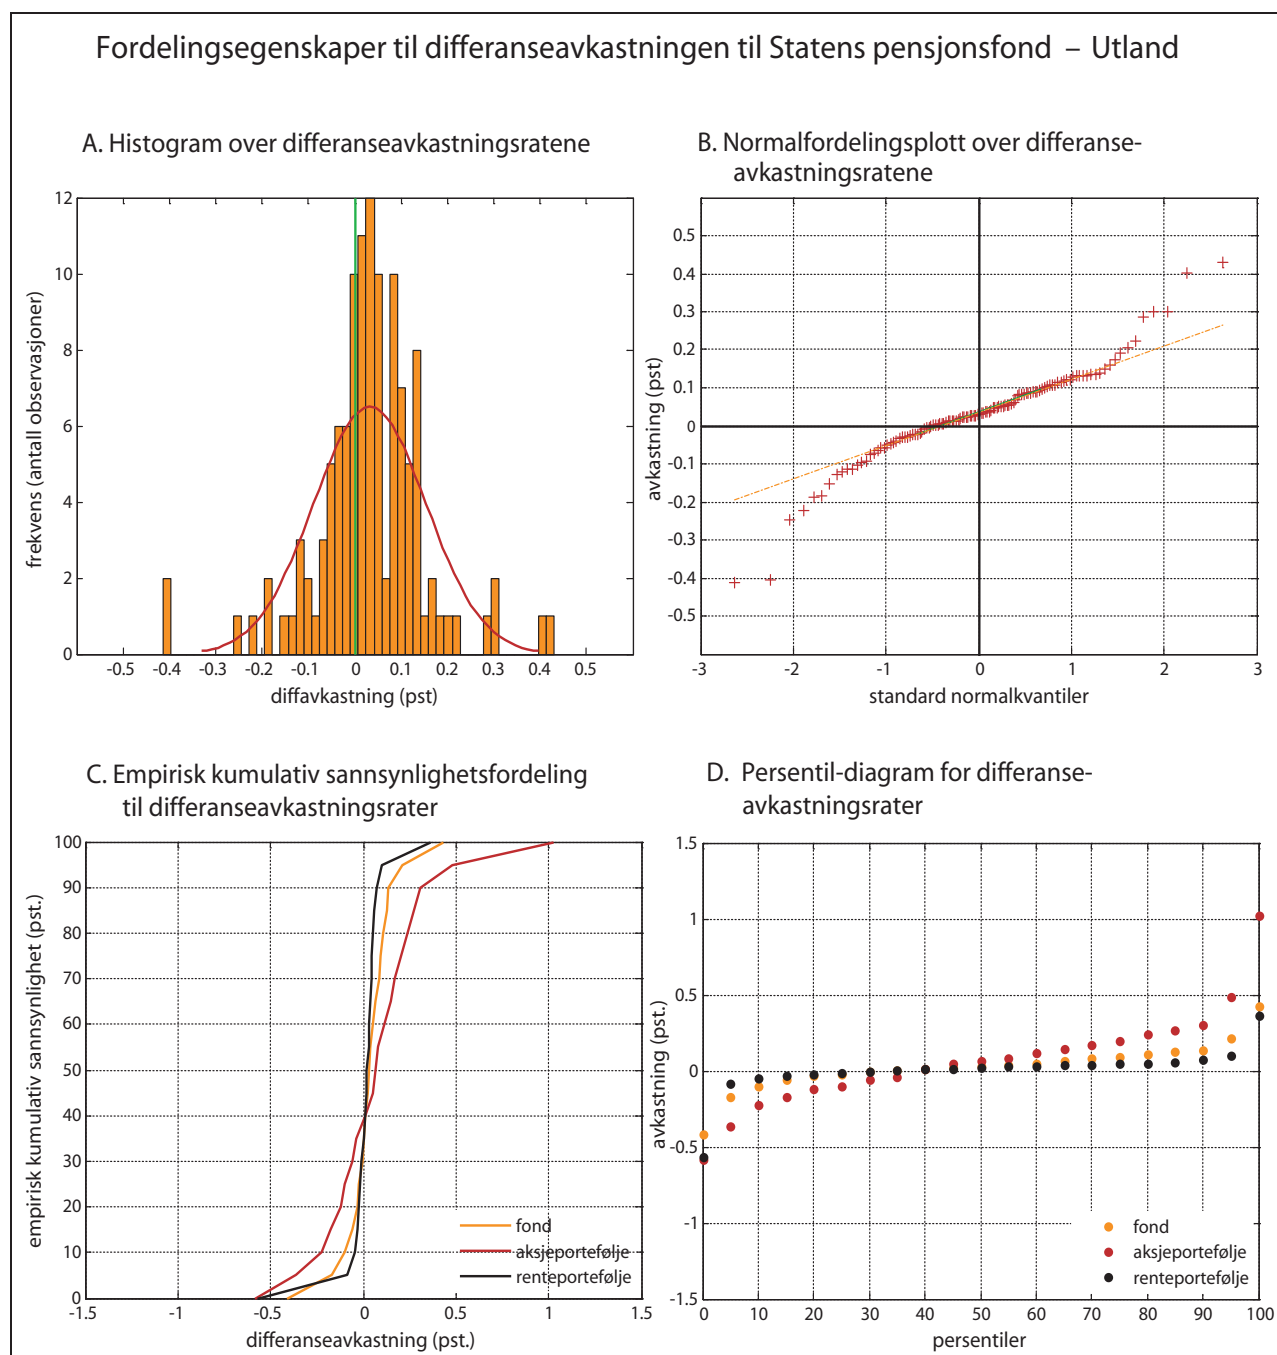 Fordelingsegenskaper til differanseavkastningen til Statens pensjonsfond – Utland
A. Histogram over differanseavkastningsratene
12
10
8
6
4
2
0
frekvens (antall observasjoner)
-0.5 -0.4 -0.3 -0.2 -0.1 0 0.1 0.2 0.3 0.4 0.5
diffavkastning (pst)
B. Normalfordelingsplott over differanse-
avkastningsratene
0.5
0.4
0.3
0.2
0.1
0
-0.1
-0.2
-0.3
-0.4
-0.5
avkastning (pst)
-3 -2 -1 0 1 2 3
standard normalkvantiler
C. Empirisk kumulativ sannsynlighetsfordeling
til differanseavkastningsrater
100
90
80
70
60
50
40
30
20
10
0
empirisk kumulativ sannsynlighet (pst.)
fond
aksjeportefølje
renteportefølje
-1.5 -1 -0.5 0 0.5 1 1.5
differanseavkastning (pst.)
D. Persentil-diagram for differanse-
avkastningsrater
1.5
1
0.5
0
-0.5
-1
-1.5
avkastning (pst.)
fond
aksjeportefølje
renteportefølje
0 10 20 30 40 50 60 70 80 90 100
persentiler